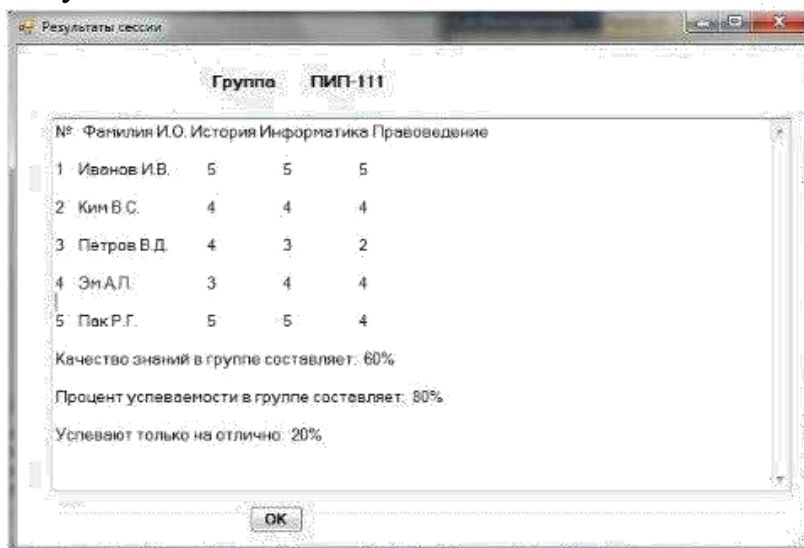 Результаты сессии
Группа ПИП-111
№ Фамилия И.О. История Информатика Правоведение
1 Иванов И.В. 5 5 5
2 Ким В.С. 4 4 4
3 Петров В.Д. 4 3 2
4 Эм А.П. 3 4 4
5 Пак Р.Г. 5 5 4
Качество знаний в группе составляет: 60%
Процент успеваемости в группе составляет: 80%
Успевают только на отлично: 20%
OK